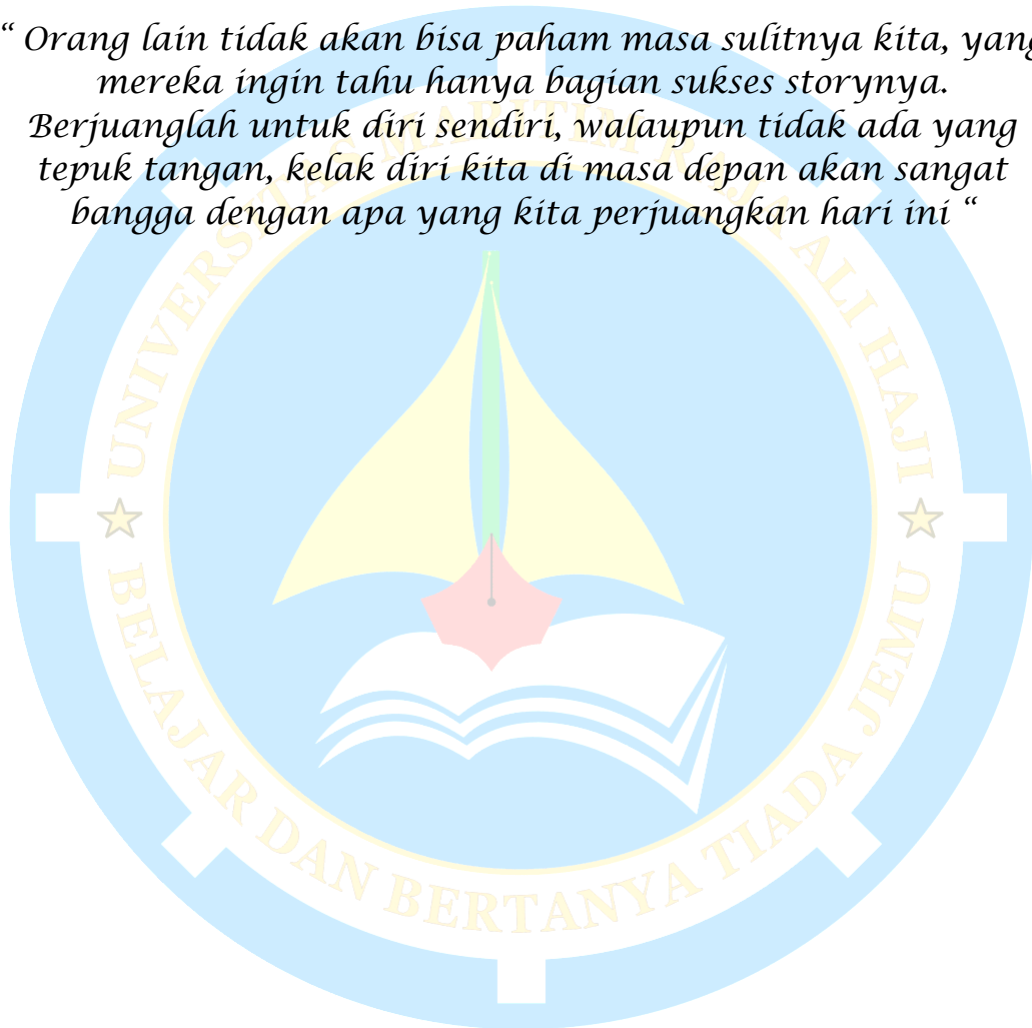 “ Orang lain tidak akan bisa paham masa sulitnya kita, yang
mereka ingin tahu hanya bagian sukses storynya.
Berjuanglah untuk diri sendiri, walaupun tidak ada yang
tepuk tangan, kelak diri kita di masa depan akan sangat
bangga dengan apa yang kita perjuangkan hari ini “
UNIVERSITAS MARITIM RAJA ALI HAJI
BELAJAR DAN BERTANYA TIADA JEMU